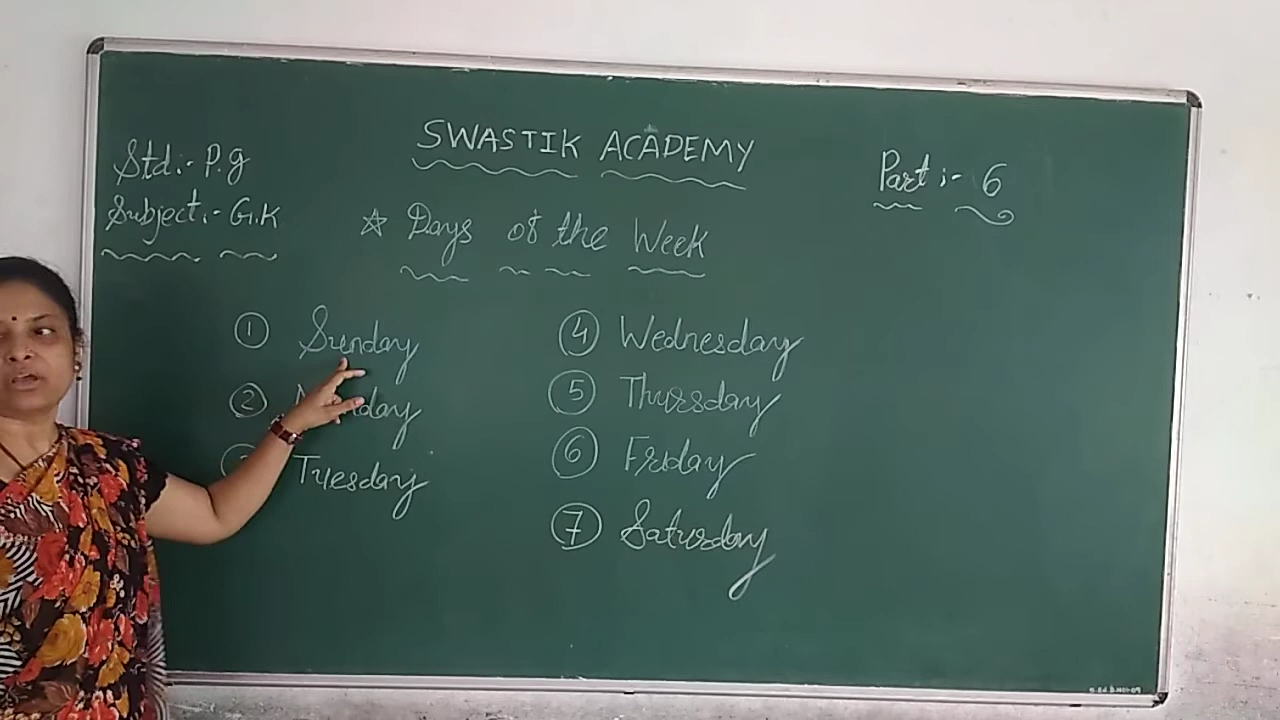 SWASTIK ACADEMY
Std:- P.g
Subject:- G.K
Part:- 6
☆ Days of the Week
① Sunday
② Monday
Tuesday
④ Wednesday
⑤ Thursday
⑥ Friday
⑦ Saturday